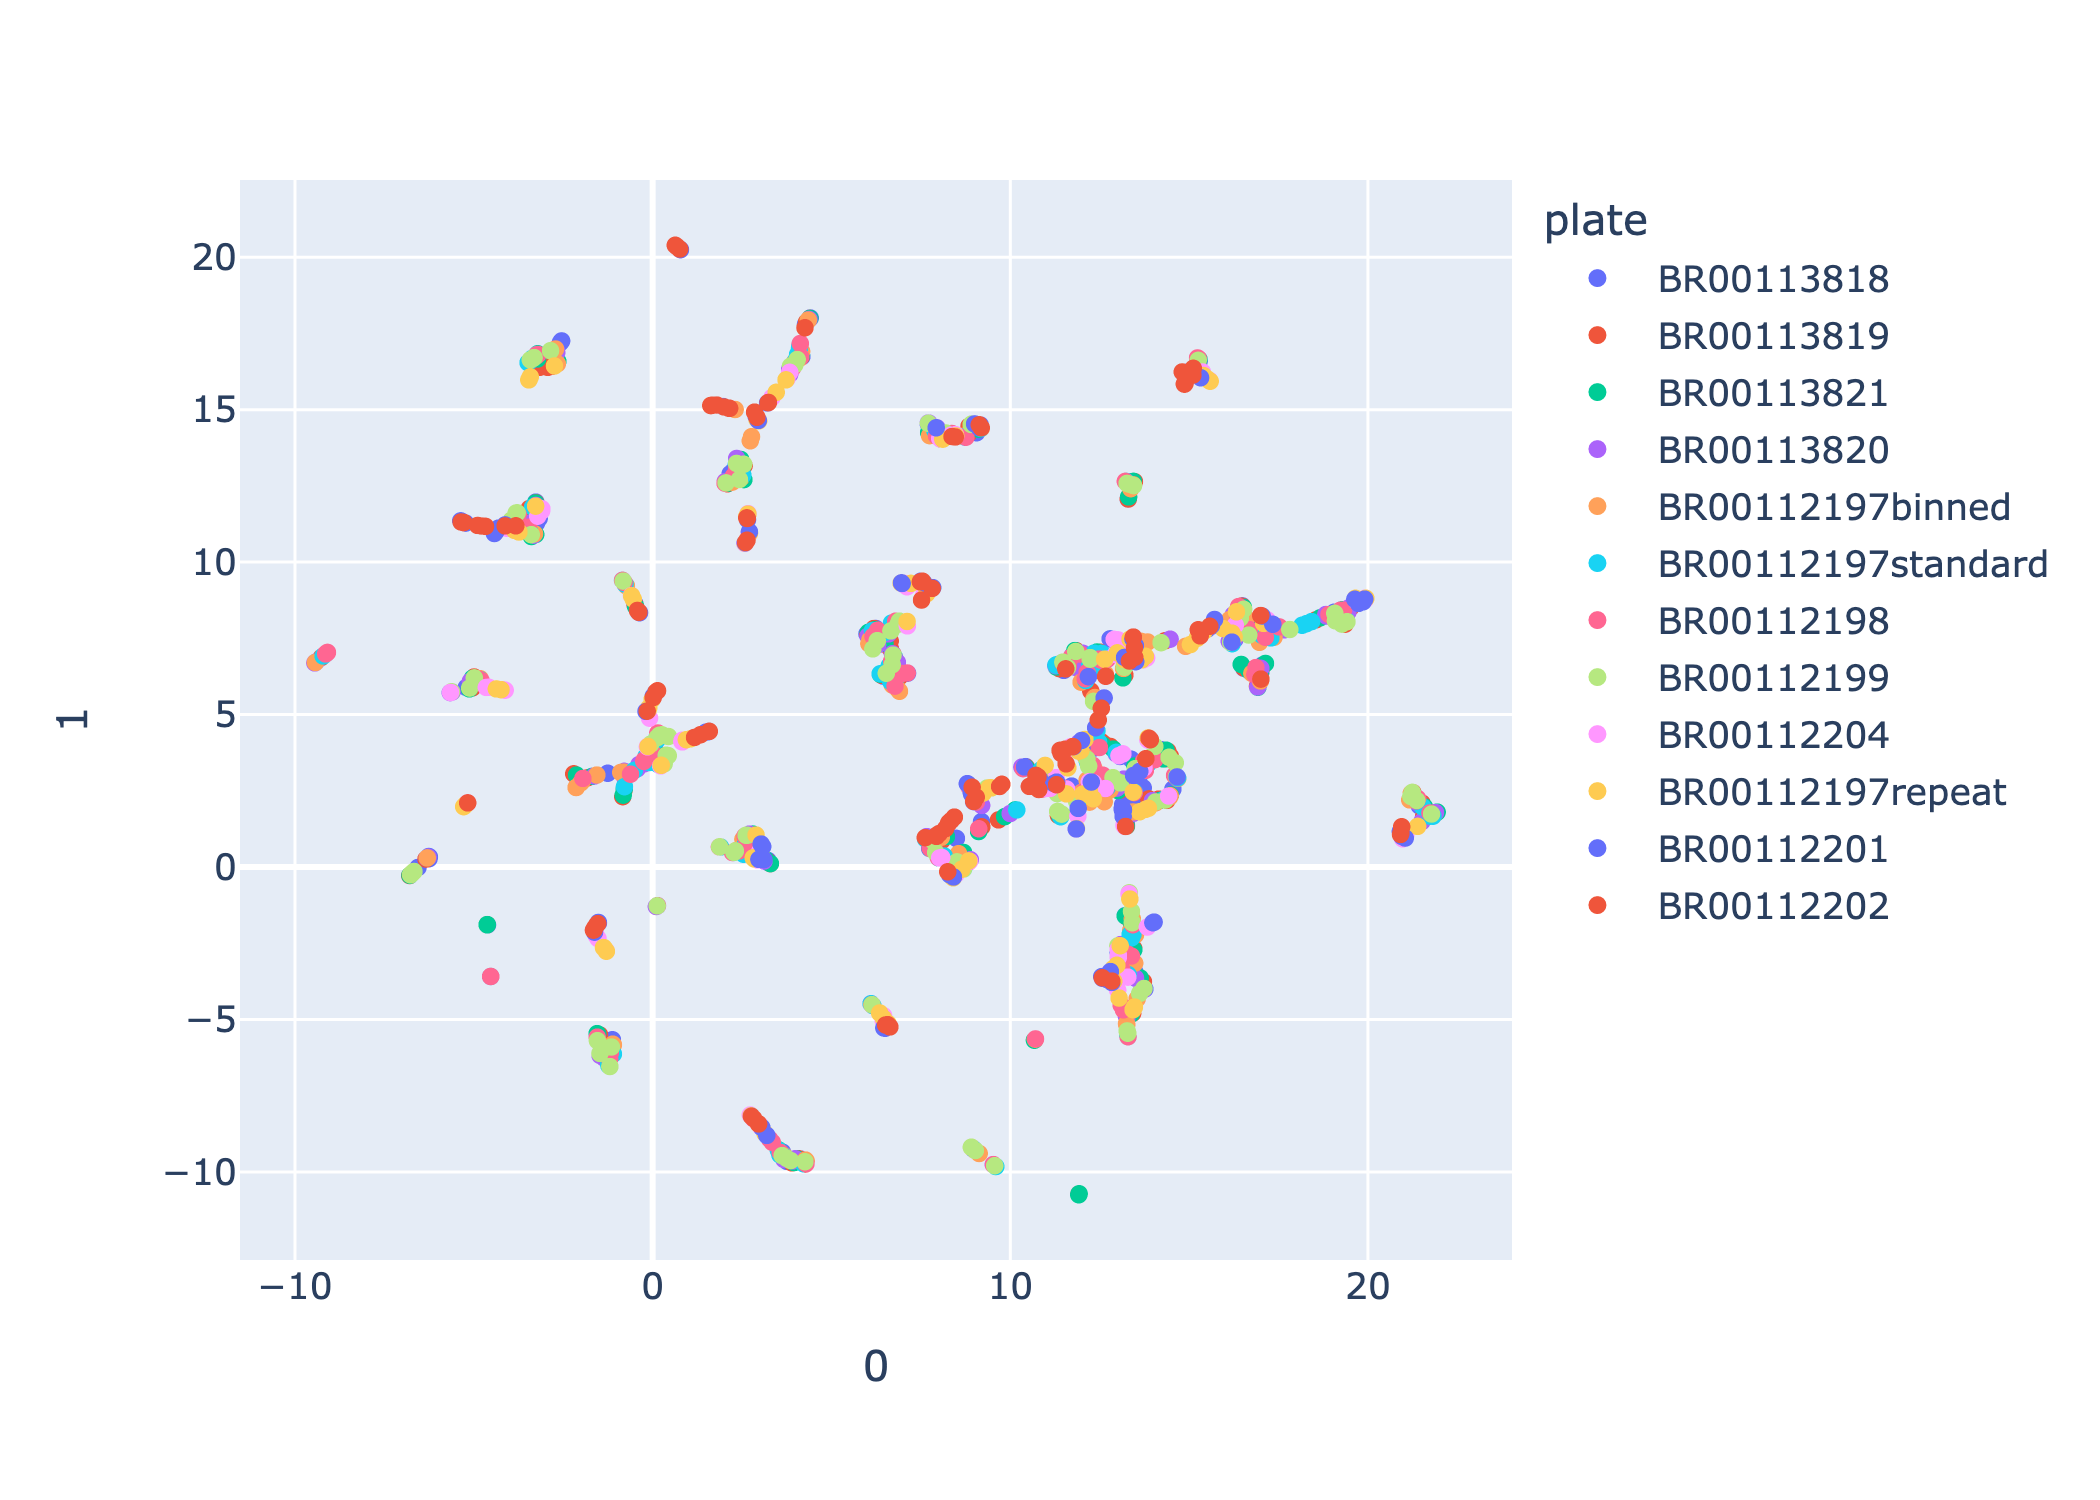 plate
BR00113818
BR00113819
BR00113821
BR00113820
BR00112197binned
BR00112197standard
BR00112198
BR00112199
BR00112204
BR00112197repeat
BR00112201
BR00112202
20
15
10
5
0
−5
−10
1
−10 0 10 20
0